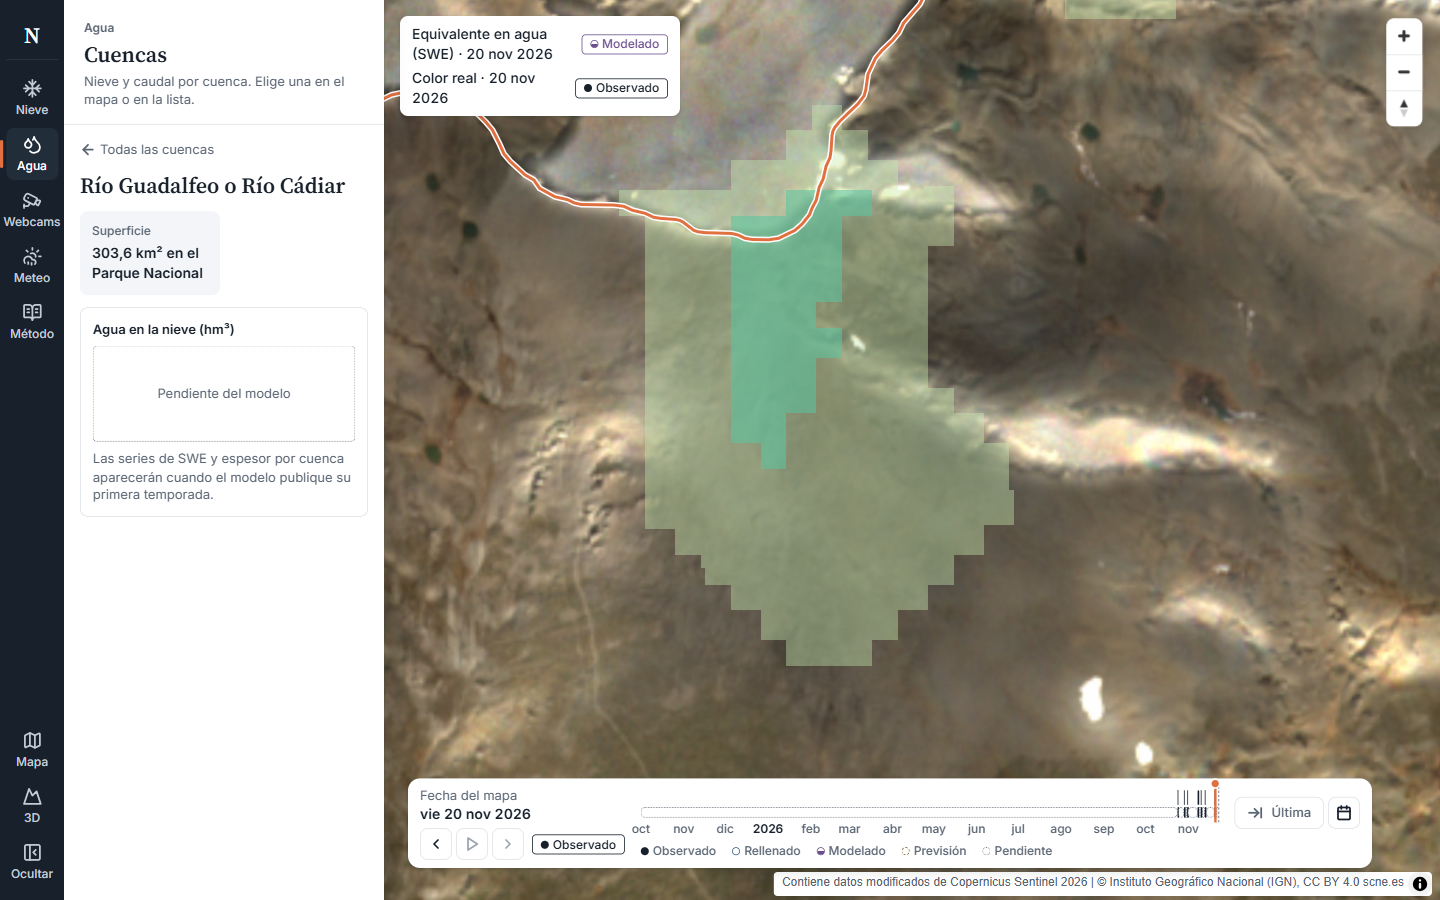 N
Nieve
Agua
Webcams
Meteo
Método
Mapa
3D
Ocultar
Agua
Cuencas
Nieve y caudal por cuenca. Elige una en el
mapa o en la lista.
Todas las cuencas
Río Guadalfeo o Río Cádiar
Superficie
303,6 km² en el
Parque Nacional
Agua en la nieve (hm³)
Pendiente del modelo
Las series de SWE y espesor por cuenca
aparecerán cuando el modelo publique su
primera temporada.
Equivalente en agua
(SWE) · 20 nov 2026
Modelado
Color real · 20 nov
2026
Observado
Fecha del mapa
vie 20 nov 2026
Observado
oct nov dic 2026 feb mar abr may jun jul ago sep oct nov
Observado Rellenado Modelado Previsión Pendiente
Última
Contiene datos modificados de Copernicus Sentinel 2026 | © Instituto Geográfico Nacional (IGN), CC BY 4.0 scne.es